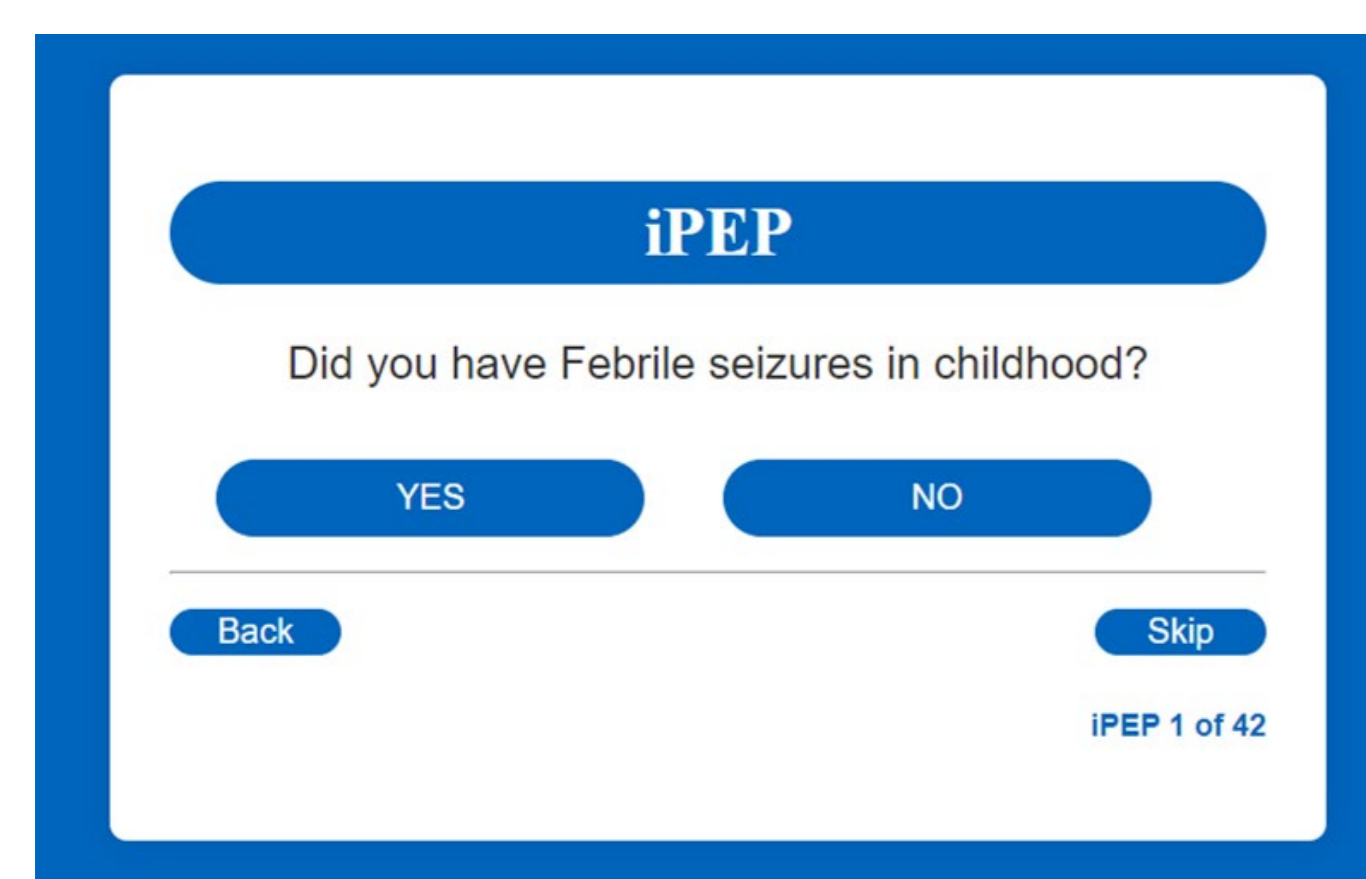 iPEP
Did you have Febrile seizures in childhood?
YES NO
Back Skip
iPEP 1 of 42